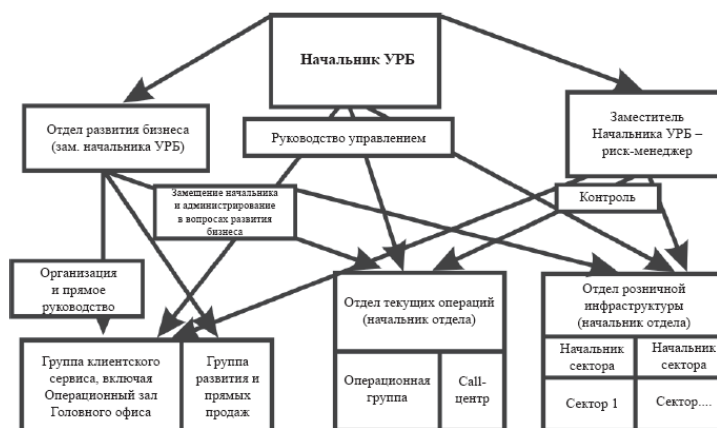 Начальник УРБ
Отдел развития бизнеса
(зам. начальника УРБ)
Руководство управлением
Заместитель
Начальника УРБ –
риск-менеджер
Замещение начальника
и администрирование
в вопросах развития
бизнеса
Контроль
Организация
и прямое
руководство
Отдел текущих операций
(начальник отдела)
Отдел розничной
инфраструктуры
(начальник отдела)
Группа клиентского
сервиса, включая
Операционный зал
Головного офиса
Группа
развития и
прямых
продаж
Операционная
группа
Call-
центр
Начальник
сектора
Начальник
сектора
Сектор 1
Сектор....